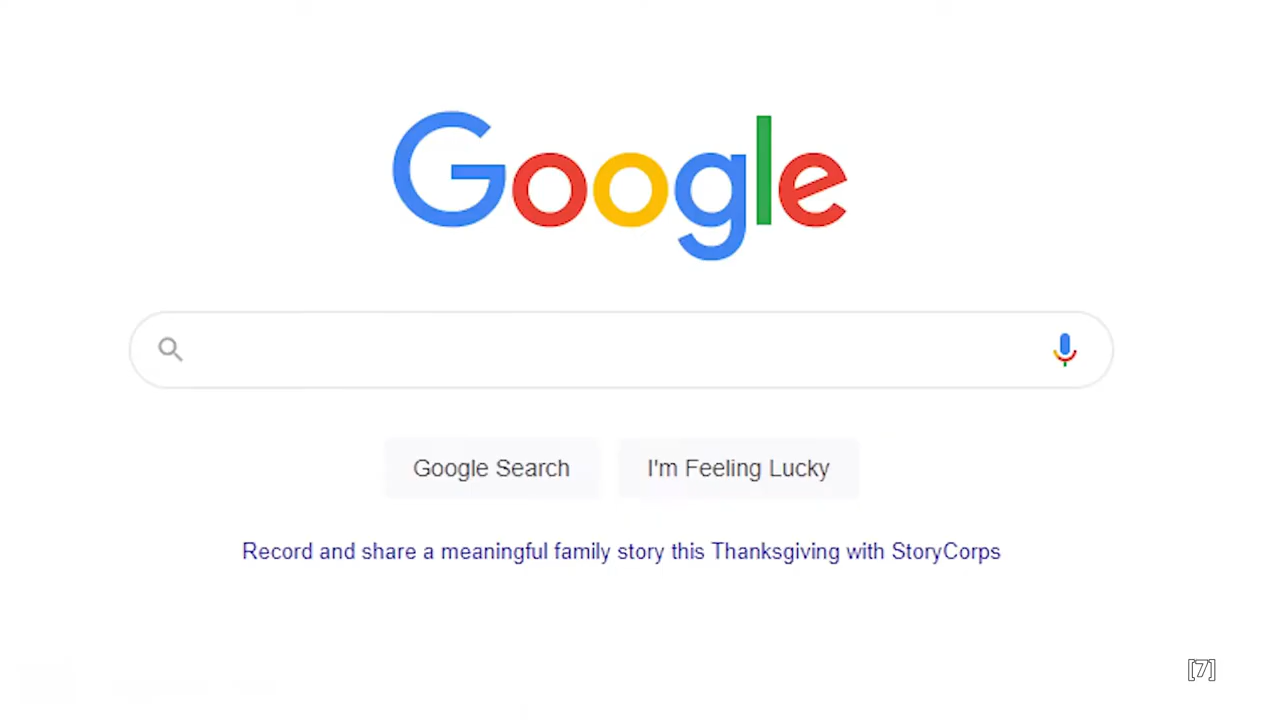 Google
Google Search
I'm Feeling Lucky
Record and share a meaningful family story this Thanksgiving with StoryCorps
[7]